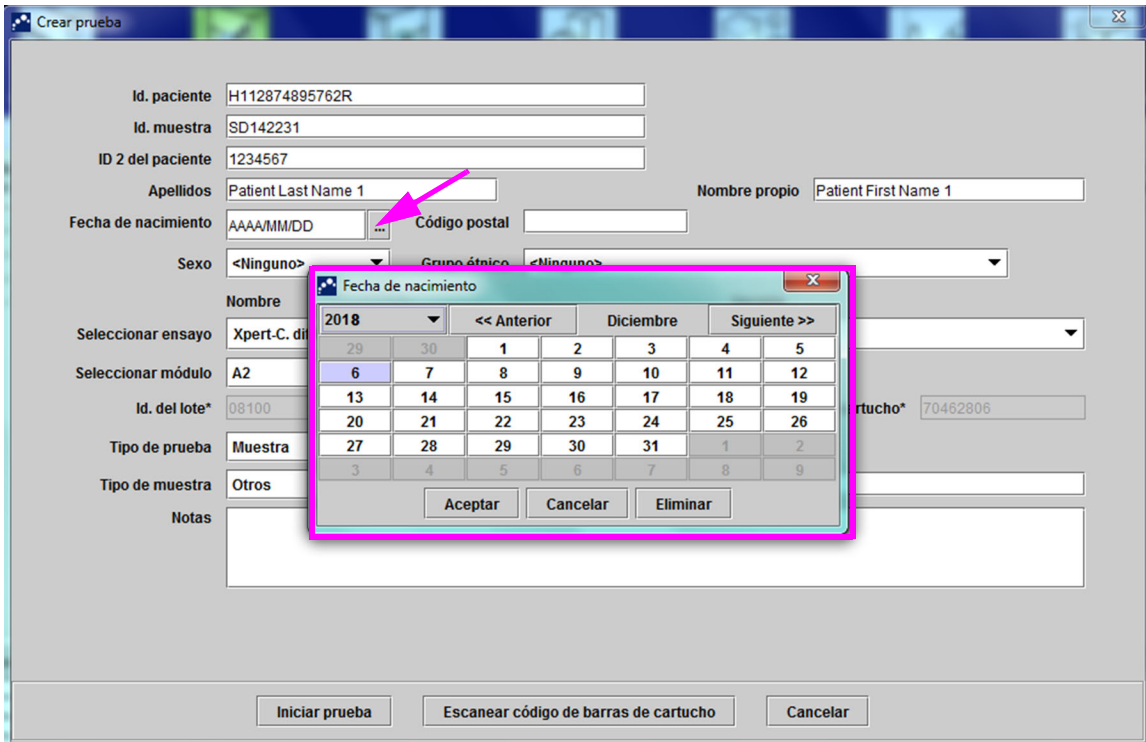 Crear prueba
Id. paciente H112874895762R
Id. muestra SD142231
ID 2 del paciente 1234567
Apellidos Patient Last Name 1 Nombre propio Patient First Name 1
Fecha de nacimiento AAAA/MM/DD ... Código postal
Sexo <Ninguno> Grupo étnico <Ninguno>
Nombre
Seleccionar ensayo Xpert-C. dif
Seleccionar módulo A2
Id. del lote* 08100 rtucho* 70462806
Tipo de prueba Muestra
Tipo de muestra Otros
Notas
Fecha de nacimiento
2018 << Anterior Diciembre Siguiente >>
29 30 1 2 3 4 5
6 7 8 9 10 11 12
13 14 15 16 17 18 19
20 21 22 23 24 25 26
27 28 29 30 31 1 2
3 4 5 6 7 8 9
Aceptar Cancelar Eliminar
Iniciar prueba Escanear código de barras de cartucho Cancelar